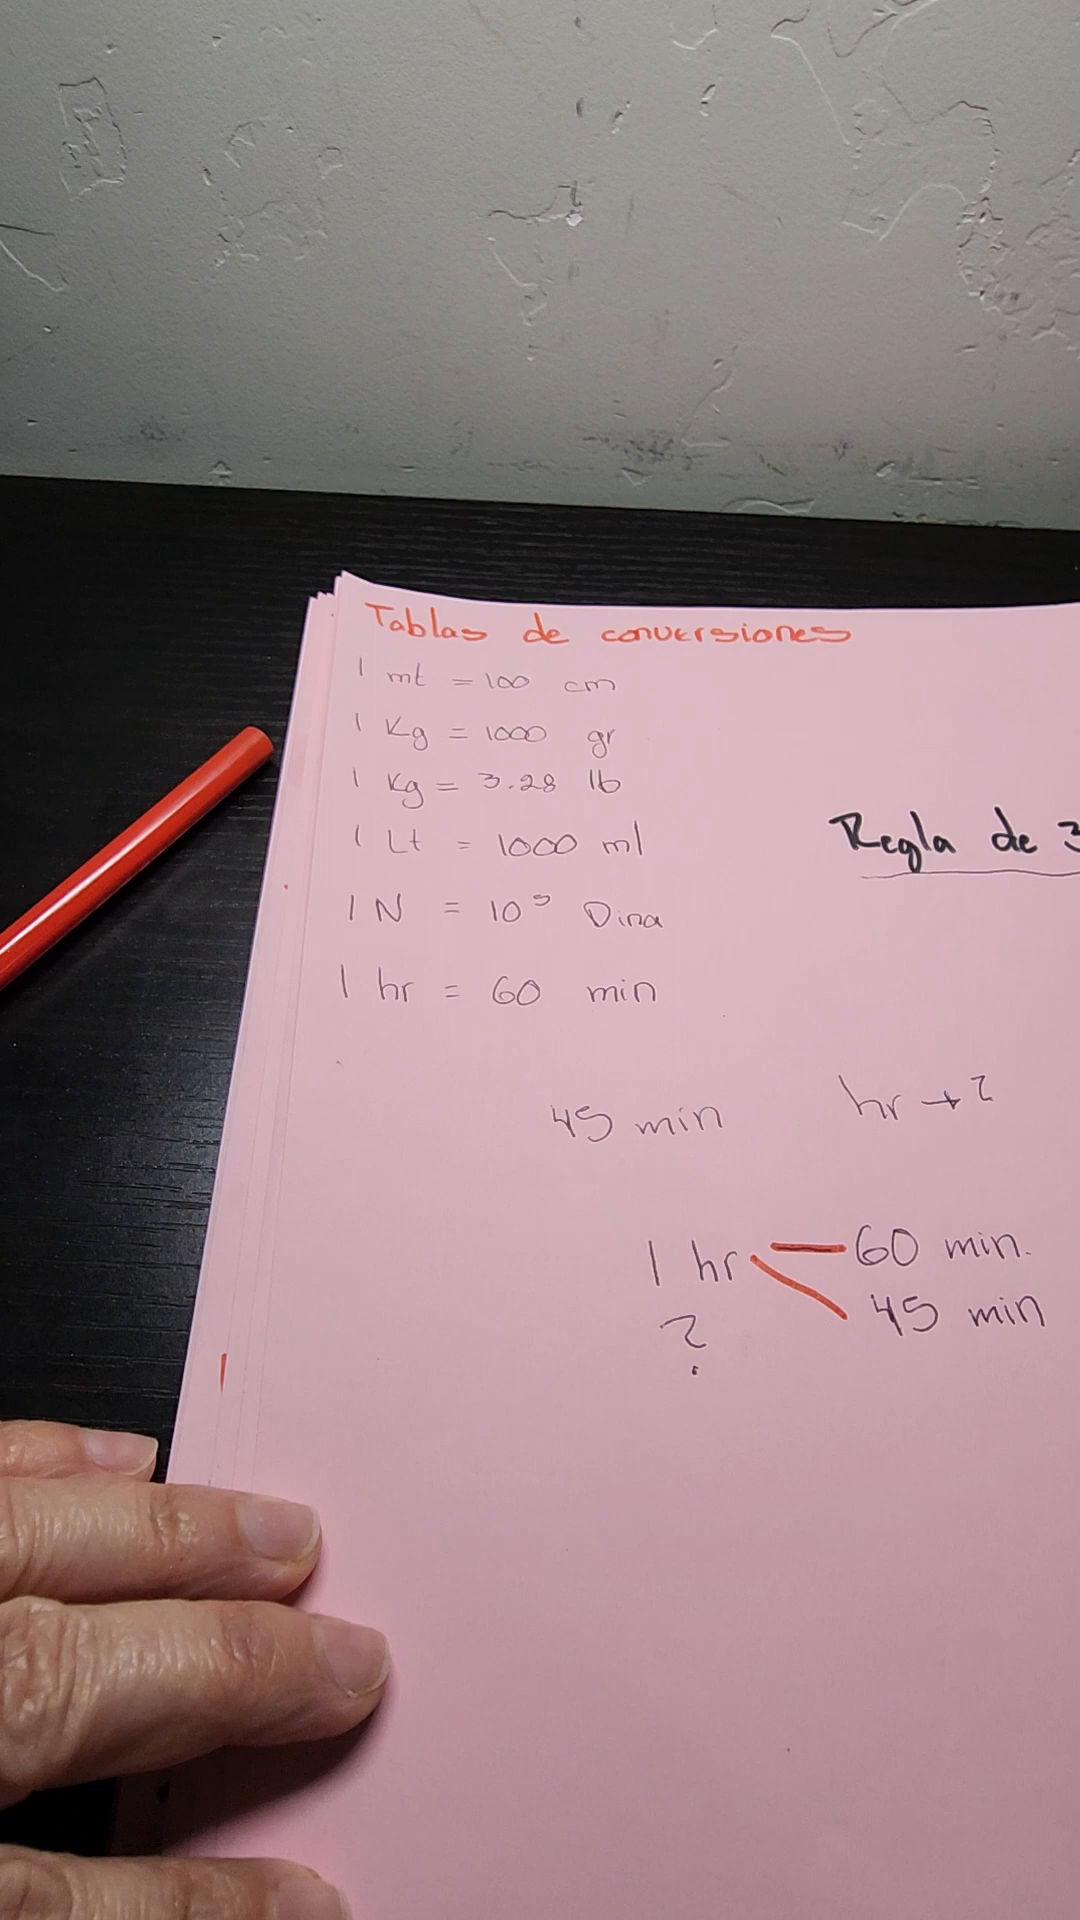 Tablas de conversiones
1 mt = 100 cm
1 Kg = 1000 gr
1 Kg = 3.28 lb
1 Lt = 1000 ml
Regla de 3
1 N = 10⁵ Dina
1 hr = 60 min
45 min hr → ?
1 hr — 60 min.
? 45 min